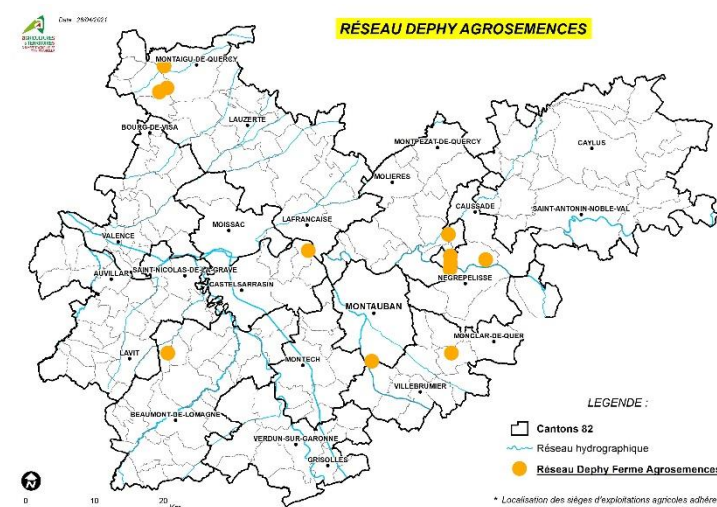 Date 28/04/2021
RÉSEAU DEPHY AGROSEMENCES
AGRICULTURES
& TERRITOIRES
MONTAIGU-DE-QUERCY
LAUZERTE
BOURG-DE-VISA
MONTPEZAT-DE-QUERCY
CAYLUS
MOLIERES
CAUSSADE
SAINT-ANTONIN-NOBLE-VAL
LAFRANCAISE
MOISSAC
VALENCE
AUVILLAR
SAINT-NICOLAS-DE-LA-GRAVE
CASTELSARRASIN
NEGREPELISSE
MONTAUBAN
MONCLAR-DE-QUER
LAVIT
MONTECH
VILLEBRUMIER
BEAUMONT-DE-LOMAGNE
VERDUN-SUR-GARONNE
GRISOLLES
LEGENDE :
Cantons 82
Réseau hydrographique
Réseau Dephy Ferme Agrosemences
0 10 20
Km
* Localisation des sièges d'exploitations agricoles adhére